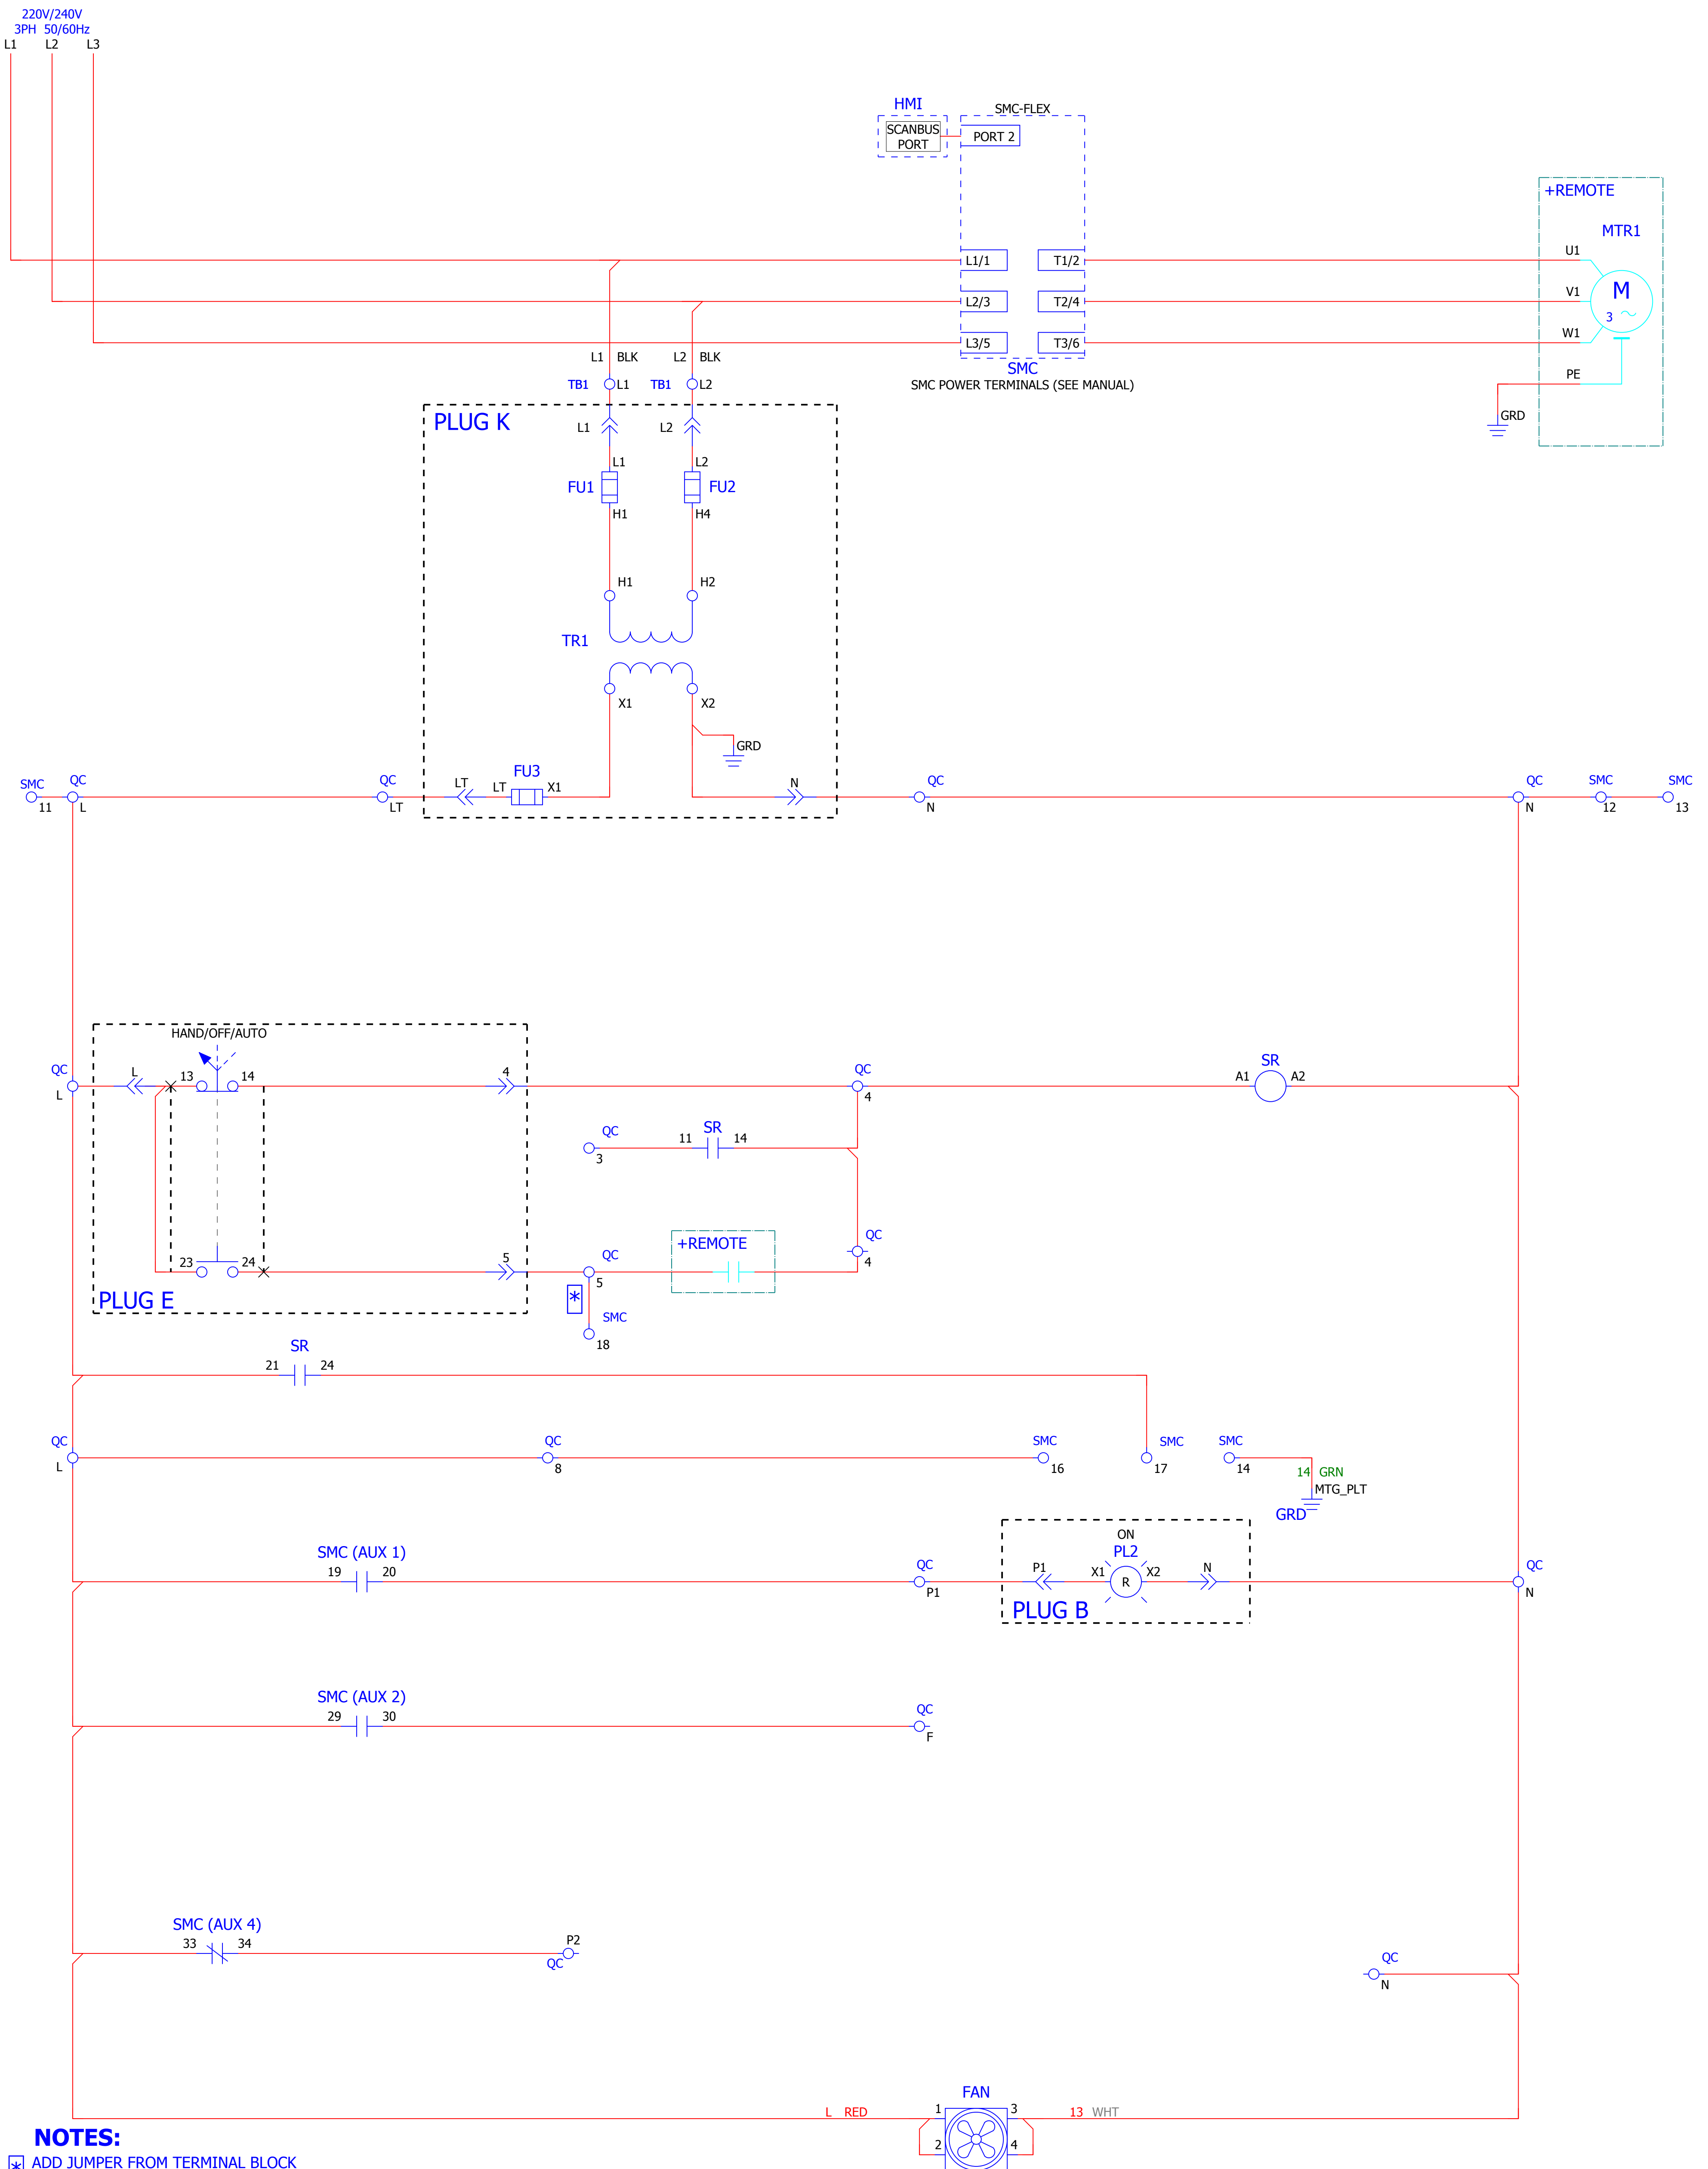 220V/240V
3PH 50/60Hz
L1 L2 L3
HMI
SCANBUS
PORT
SMC-FLEX
PORT 2
+REMOTE
MTR1
L1/1 T1/2 U1
L2/3 T2/4 V1
M
3
L3/5 T3/6 W1
SMC
SMC POWER TERMINALS (SEE MANUAL)
PE
GRD
L1 BLK L2 BLK
TB1 L1 TB1 L2
PLUG K
L1 L2
L1 L2
FU1 FU2
H1 H4
H1 H2
TR1
X1 X2
GRD
SMC QC QC LT LT FU3 X1 N QC QC SMC SMC
11 L LT N N 12 13
HAND/OFF/AUTO
QC L 13 14 4 QC A1 SR A2
L 4
QC 11 SR 14
3
23 24 5 QC +REMOTE QC
5 4
PLUG E
*
SMC
18
SR
21 24
QC QC SMC SMC SMC
L 8 16 17 14
14 GRN
MTG_PLT
GRD
ON
SMC (AUX 1) PL2
19 20 QC P1 X1 R X2 N QC
P1 N
PLUG B
SMC (AUX 2)
29 30 QC
F
SMC (AUX 4)
33 34 P2
QC
QC
N
FAN
L RED 1 3 13 WHT
2 4
NOTES:
* ADD JUMPER FROM TERMINAL BLOCK